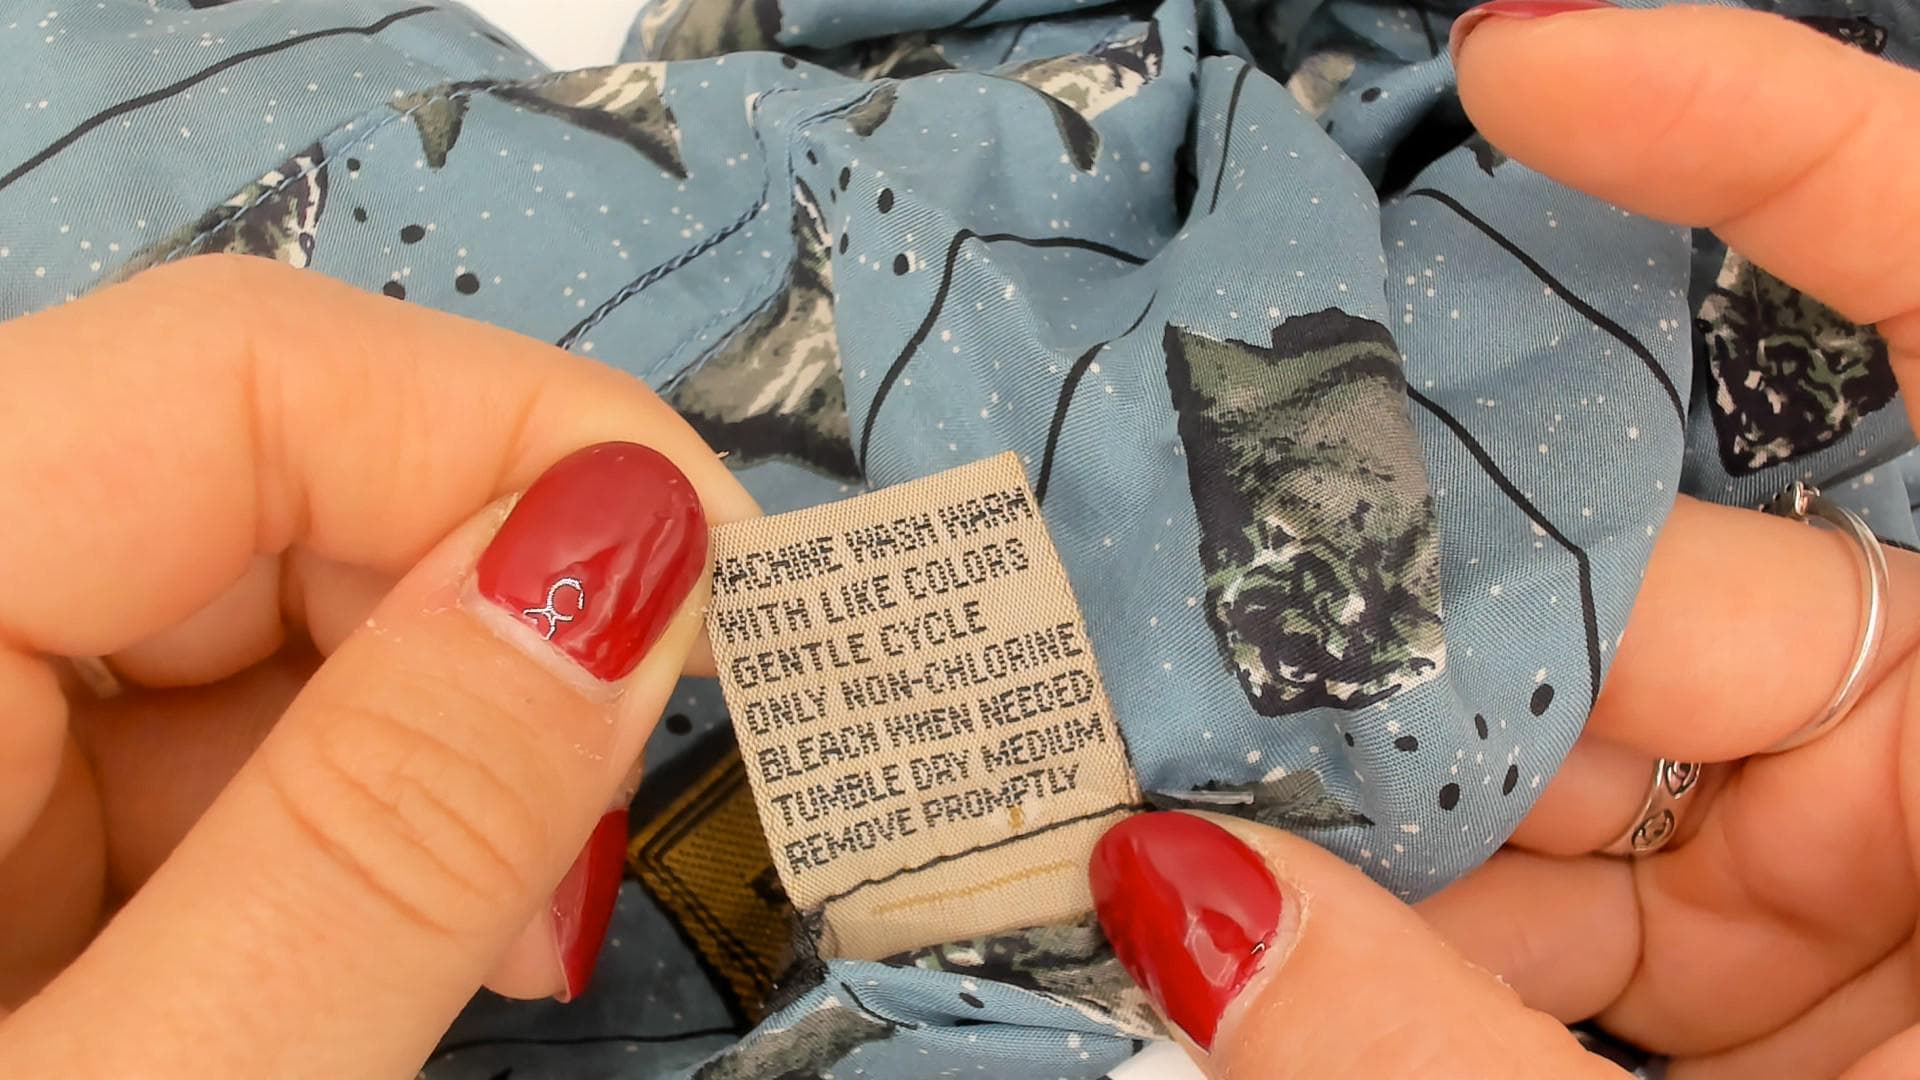 MACHINE WASH WARM
WITH LIKE COLORS
GENTLE CYCLE
ONLY NON-CHLORINE
BLEACH WHEN NEEDED
TUMBLE DRY MEDIUM
REMOVE PROMPTLY